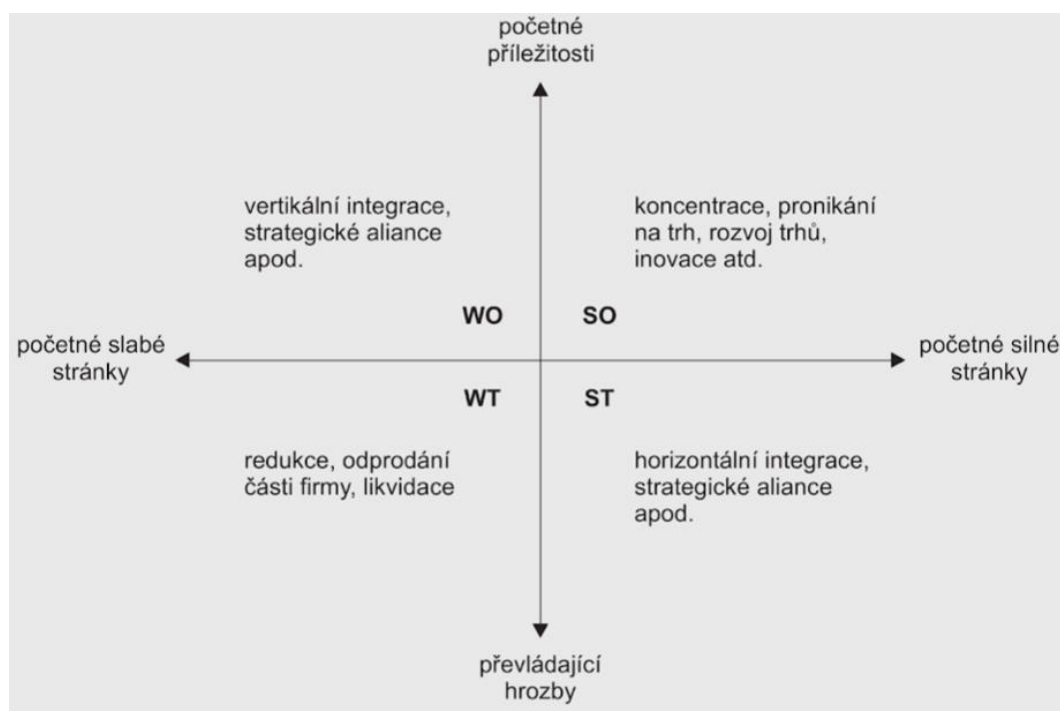 početné
příležitosti
vertikální integrace,
strategické aliance
apod.
koncentrace, pronikání
na trh, rozvoj trhů,
inovace atd.
WO
SO
početné slabé
stránky
početné silné
stránky
WT
ST
redukce, odprodání
části firmy, likvidace
horizontální integrace,
strategické aliance
apod.
převládající
hrozby